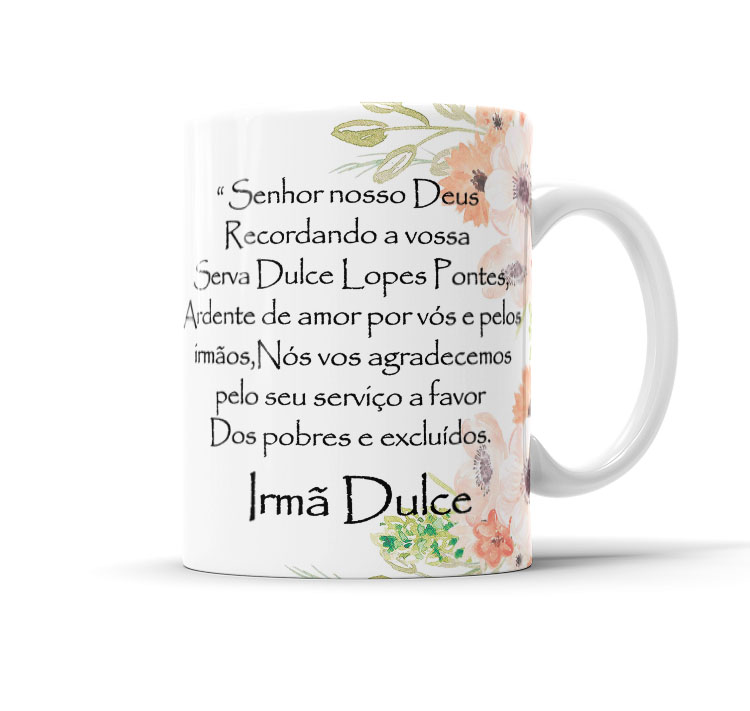 “ Senhor nosso Deus
Recordando a vossa
Serva Dulce Lopes Pontes,
Ardente de amor por vós e pelos
irmãos,Nós vos agradecemos
pelo seu serviço a favor
Dos pobres e excluídos.
Irmã Dulce